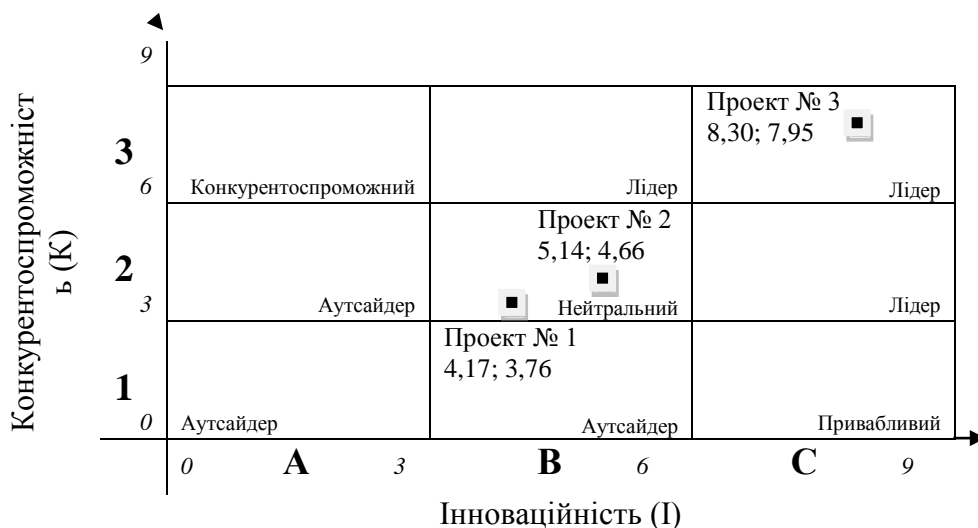 9
Конкурентоспроможніст
ь (К)
3
6
Конкурентоспроможний
Лідер
Проект № 3
8,30; 7,95
Лідер
2
3
Аутсайдер
Проект № 2
5,14; 4,66
Нейтральний
Лідер
1
0
Аутсайдер
Проект № 1
4,17; 3,76
Аутсайдер
Привабливий
0
A
3
B
6
C
9
Інноваційність (І)